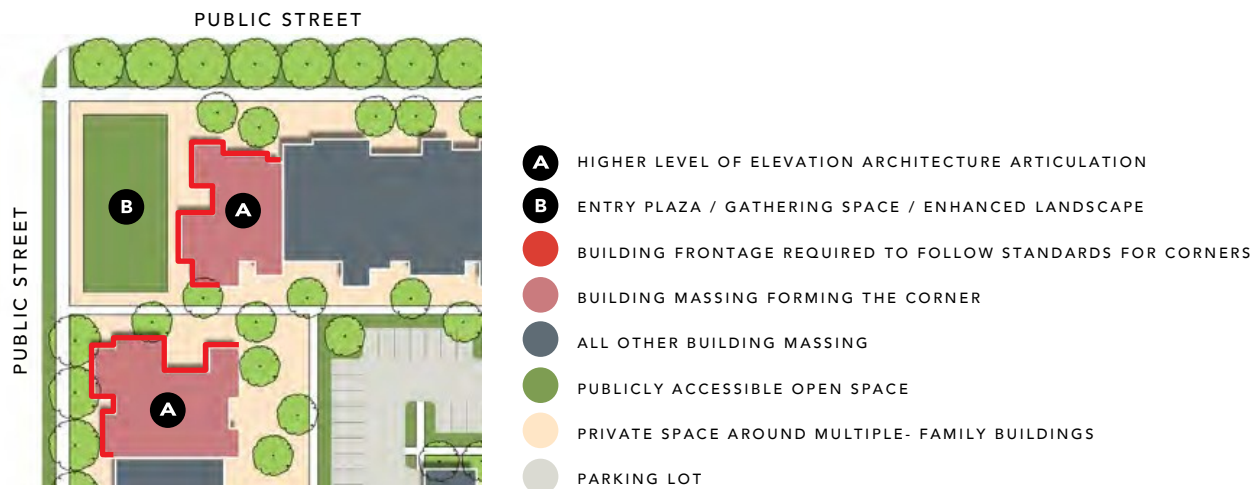 PUBLIC STREET
PUBLIC STREET
B
A
A
A HIGHER LEVEL OF ELEVATION ARCHITECTURE ARTICULATION
B ENTRY PLAZA / GATHERING SPACE / ENHANCED LANDSCAPE
BUILDING FRONTAGE REQUIRED TO FOLLOW STANDARDS FOR CORNERS
BUILDING MASSING FORMING THE CORNER
ALL OTHER BUILDING MASSING
PUBLICLY ACCESSIBLE OPEN SPACE
PRIVATE SPACE AROUND MULTIPLE- FAMILY BUILDINGS
PARKING LOT